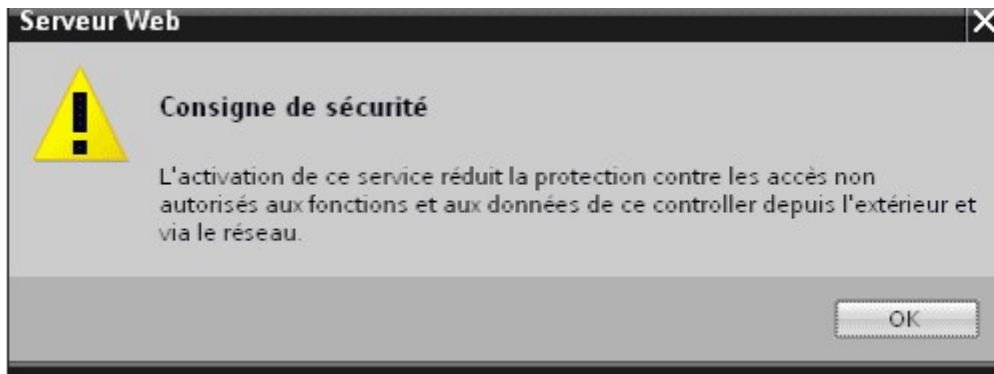 Serveur Web
Consigne de sécurité
L'activation de ce service réduit la protection contre les accès non
autorisés aux fonctions et aux données de ce controller depuis l'extérieur et
via le réseau.
OK